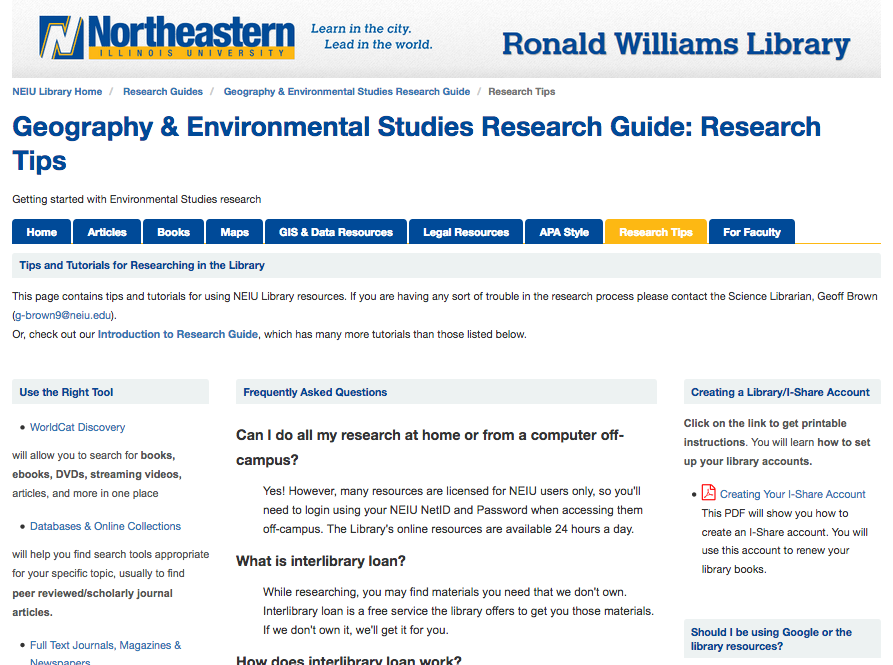 Northeastern
ILLINOIS UNIVERSITY
Learn in the city.
Lead in the world.
Ronald Williams Library
NEIU Library Home / Research Guides / Geography & Environmental Studies Research Guide / Research Tips
Geography & Environmental Studies Research Guide: Research
Tips
Getting started with Environmental Studies research
Home Articles Books Maps GIS & Data Resources Legal Resources APA Style Research Tips For Faculty
Tips and Tutorials for Researching in the Library
This page contains tips and tutorials for using NEIU Library resources. If you are having any sort of trouble in the research process please contact the Science Librarian, Geoff Brown
(g-brown9@neiu.edu).
Or, check out our Introduction to Research Guide, which has many more tutorials than those listed below.
Use the Right Tool
• WorldCat Discovery
will allow you to search for books,
ebooks, DVDs, streaming videos,
articles, and more in one place
• Databases & Online Collections
will help you find search tools appropriate
for your specific topic, usually to find
peer reviewed/scholarly journal
articles.
• Full Text Journals, Magazines &
Newspapers
Frequently Asked Questions
Can I do all my research at home or from a computer off-
campus?
Yes! However, many resources are licensed for NEIU users only, so you'll
need to login using your NEIU NetID and Password when accessing them
off-campus. The Library's online resources are available 24 hours a day.
What is interlibrary loan?
While researching, you may find materials you need that we don't own.
Interlibrary loan is a free service the library offers to get you those materials.
If we don't own it, we'll get it for you.
How does interlibrary loan work?
Creating a Library/I-Share Account
Click on the link to get printable
instructions. You will learn how to set
up your library accounts.
• Creating Your I-Share Account
This PDF will show you how to
create an I-Share account. You will
use this account to renew your
library books.
Should I be using Google or the
library resources?